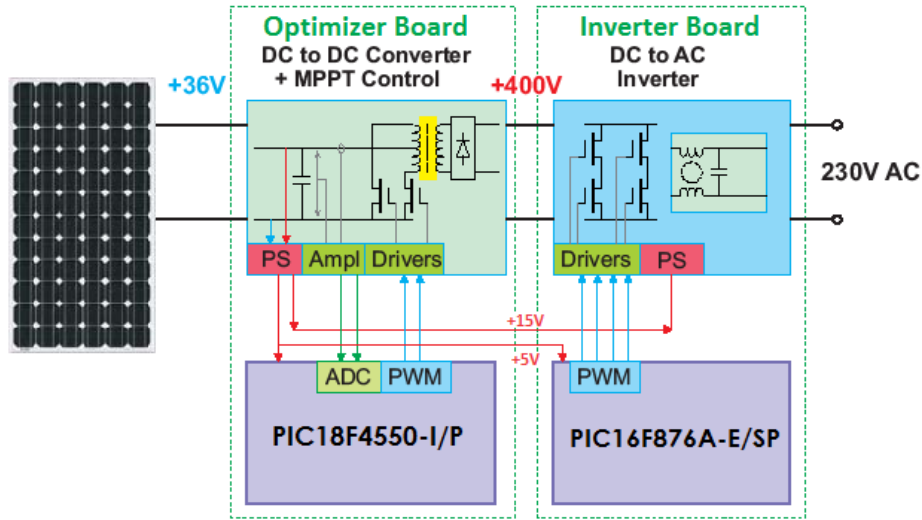 Optimizer Board
DC to DC Converter
+ MPPT Control
Inverter Board
DC to AC
Inverter
+36V
+400V
230V AC
PS
Ampl
Drivers
Drivers
PS
+15V
+5V
ADC
PWM
PWM
PIC18F4550-I/P
PIC16F876A-E/SP